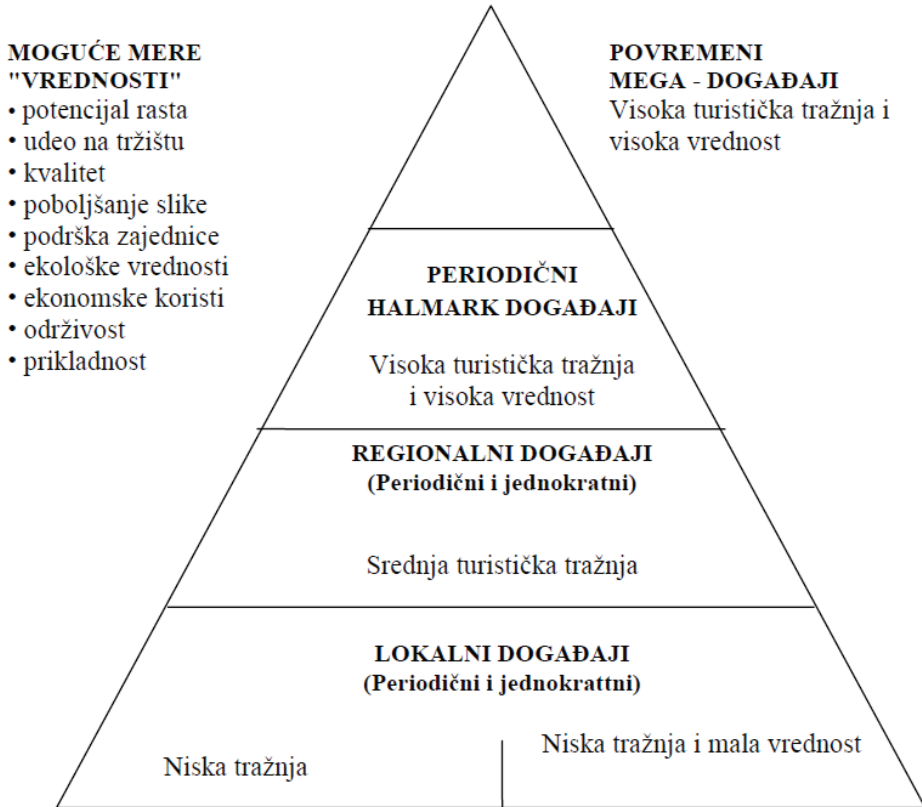 MOGUĆE MERE
"VREDNOSTI"
• potencijal rasta
• udeo na tržištu
• kvalitet
• poboljšanje slike
• podrška zajednice
• ekološke vrednosti
• ekonomske koristi
• održivost
• prikladnost
POVREMENI
MEGA - DOGAĐAJI
Visoka turistička tražnja i
visoka vrednost
PERIODIČNI
HALMARK DOGAĐAJI
Visoka turistička tražnja
i visoka vrednost
REGIONALNI DOGAĐAJI
(Periodični i jednokratni)
Srednja turistička tražnja
LOKALNI DOGAĐAJI
(Periodični i jednokrattni)
Niska tražnja
Niska tražnja i mala vrednost